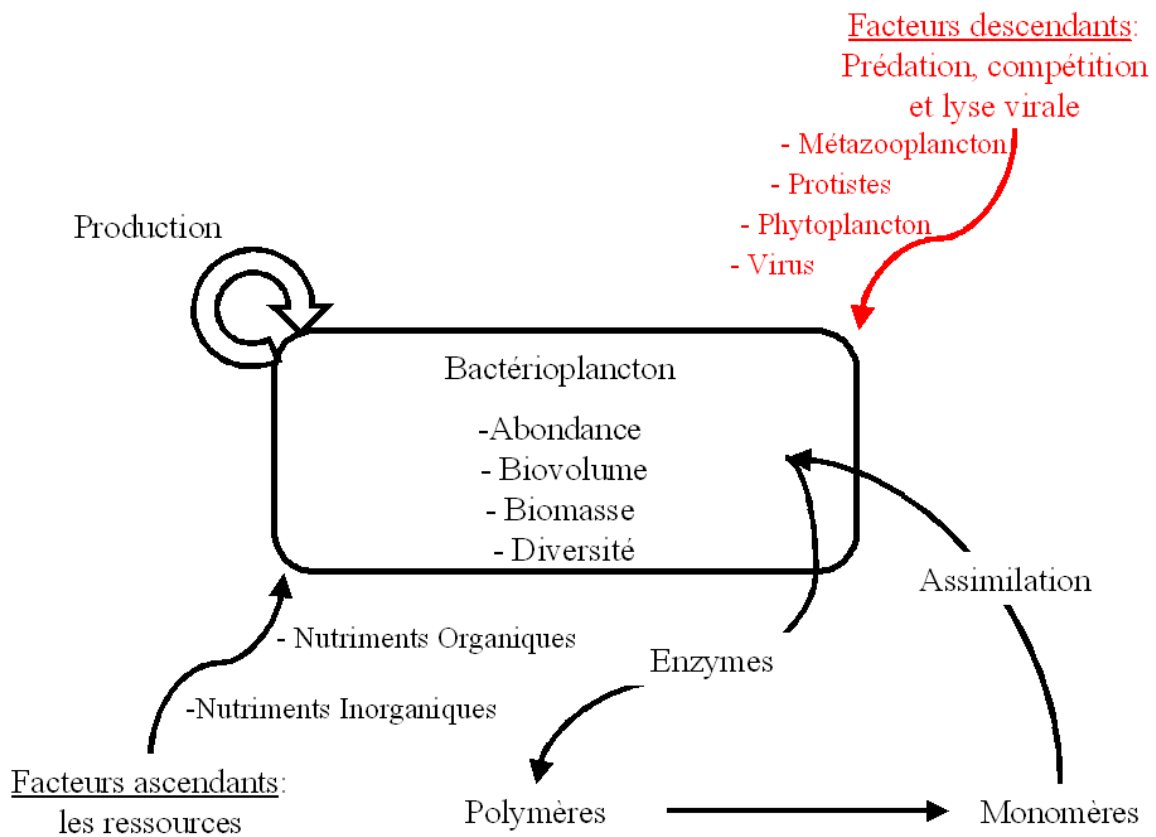 Facteurs descendants:
Prédation, compétition
et lyse virale
- Métazooplancton
- Protistes
- Phytoplancton
- Virus
Production
Bactérioplancton
-Abondance
- Biovolume
- Biomasse
- Diversité
Assimilation
- Nutriments Organiques
Enzymes
-Nutriments Inorganiques
Facteurs ascendants:
les ressources
Polymères
Monomères